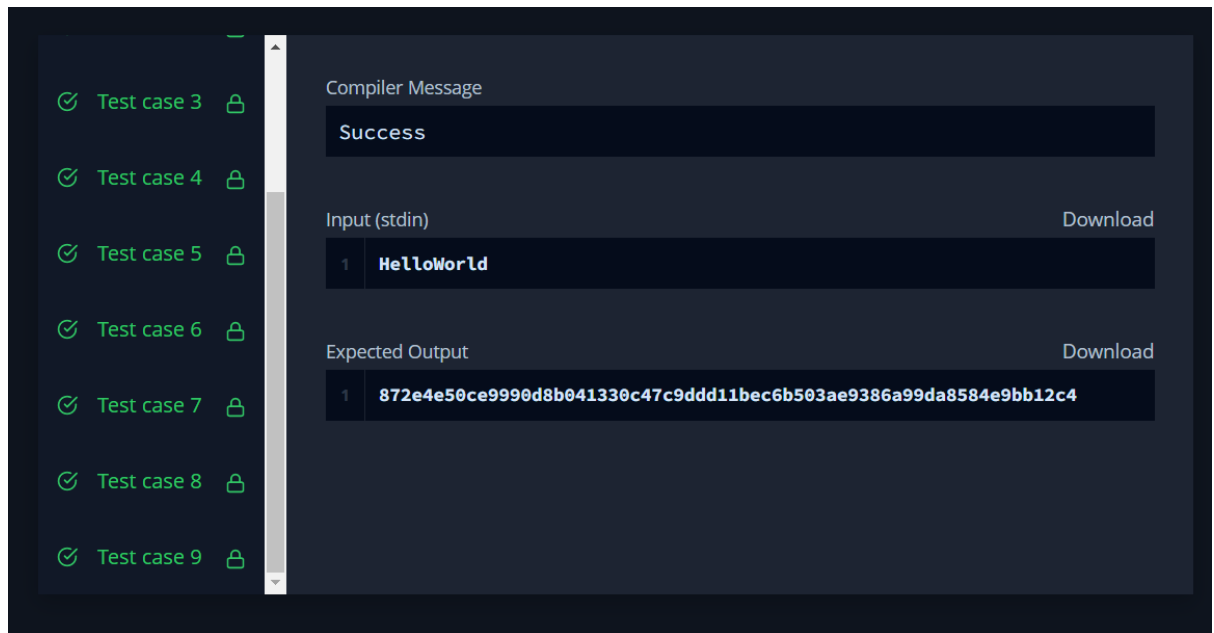 Test case 3
Test case 4
Test case 5
Test case 6
Test case 7
Test case 8
Test case 9
Compiler Message
Success
Input (stdin) Download
1 HelloWorld
Expected Output Download
1 872e4e50ce9990d8b041330c47c9ddd11bec6b503ae9386a99da8584e9bb12c4